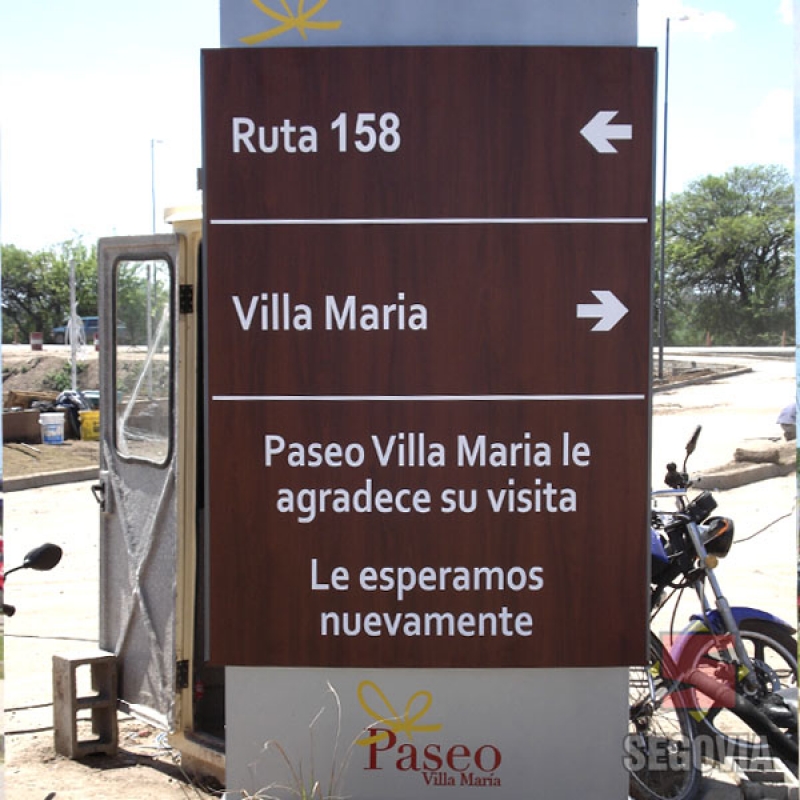 Ruta 158
Villa Maria
Paseo Villa Maria le
agradece su visita
Le esperamos
nuevamente
Paseo
Villa María
SEGOVIA